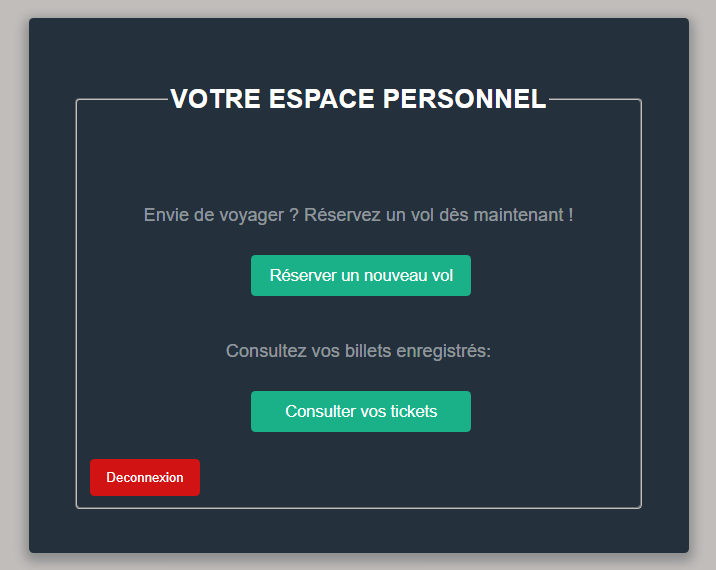 VOTRE ESPACE PERSONNEL
Envie de voyager ? Réservez un vol dès maintenant !
Réserver un nouveau vol
Consultez vos billets enregistrés:
Consulter vos tickets
Deconnexion